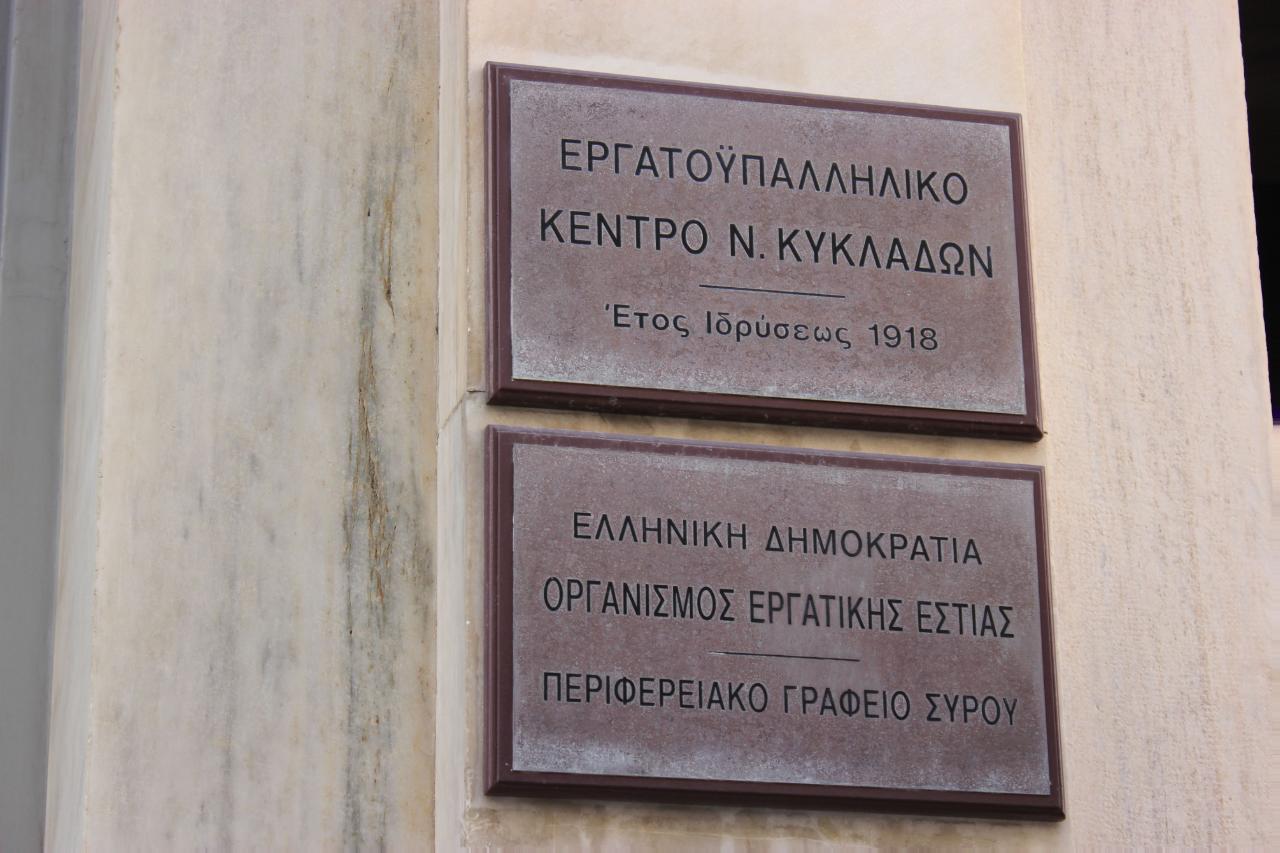 ΕΡΓΑΤΟΫΠΑΛΛΗΛΙΚΟ
ΚΕΝΤΡΟ Ν. ΚΥΚΛΑΔΩΝ
Έτος Ιδρύσεως 1918
ΕΛΛΗΝΙΚΗ ΔΗΜΟΚΡΑΤΙΑ
ΟΡΓΑΝΙΣΜΟΣ ΕΡΓΑΤΙΚΗΣ ΕΣΤΙΑΣ
ΠΕΡΙΦΕΡΕΙΑΚΟ ΓΡΑΦΕΙΟ ΣΥΡΟΥ